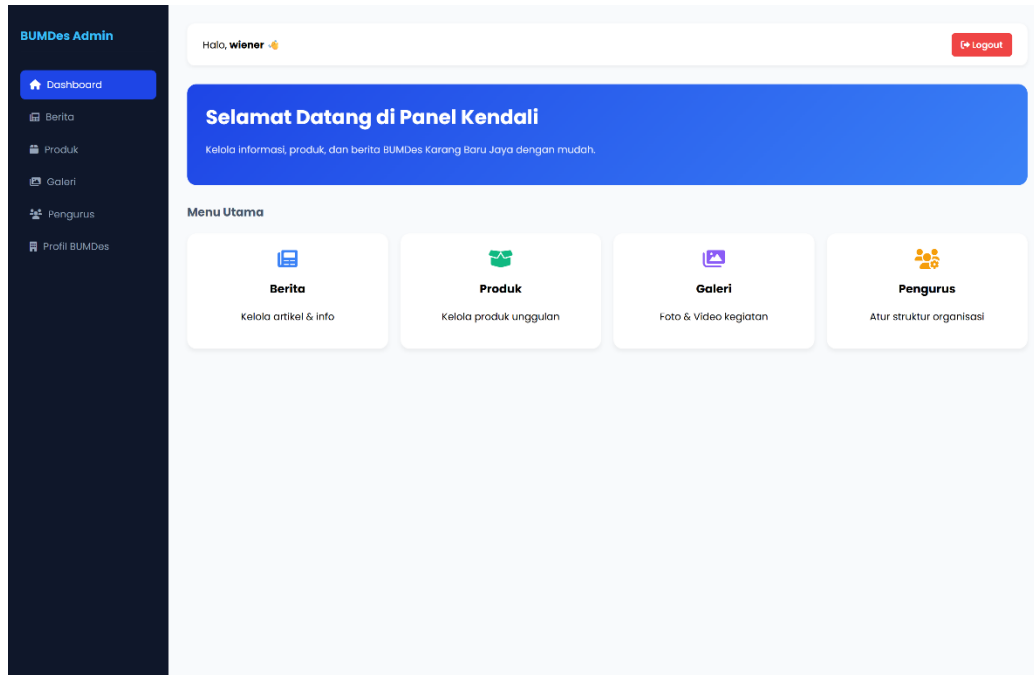 BUMDes Admin
Dashboard
Berita
Produk
Galeri
Pengurus
Profil BUMDes
Halo, wiener 👋
Logout
Selamat Datang di Panel Kendali
Kelola informasi, produk, dan berita BUMDes Karang Baru Jaya dengan mudah.
Menu Utama
Berita
Kelola artikel & info
Produk
Kelola produk unggulan
Galeri
Foto & Video kegiatan
Pengurus
Atur struktur organisasi